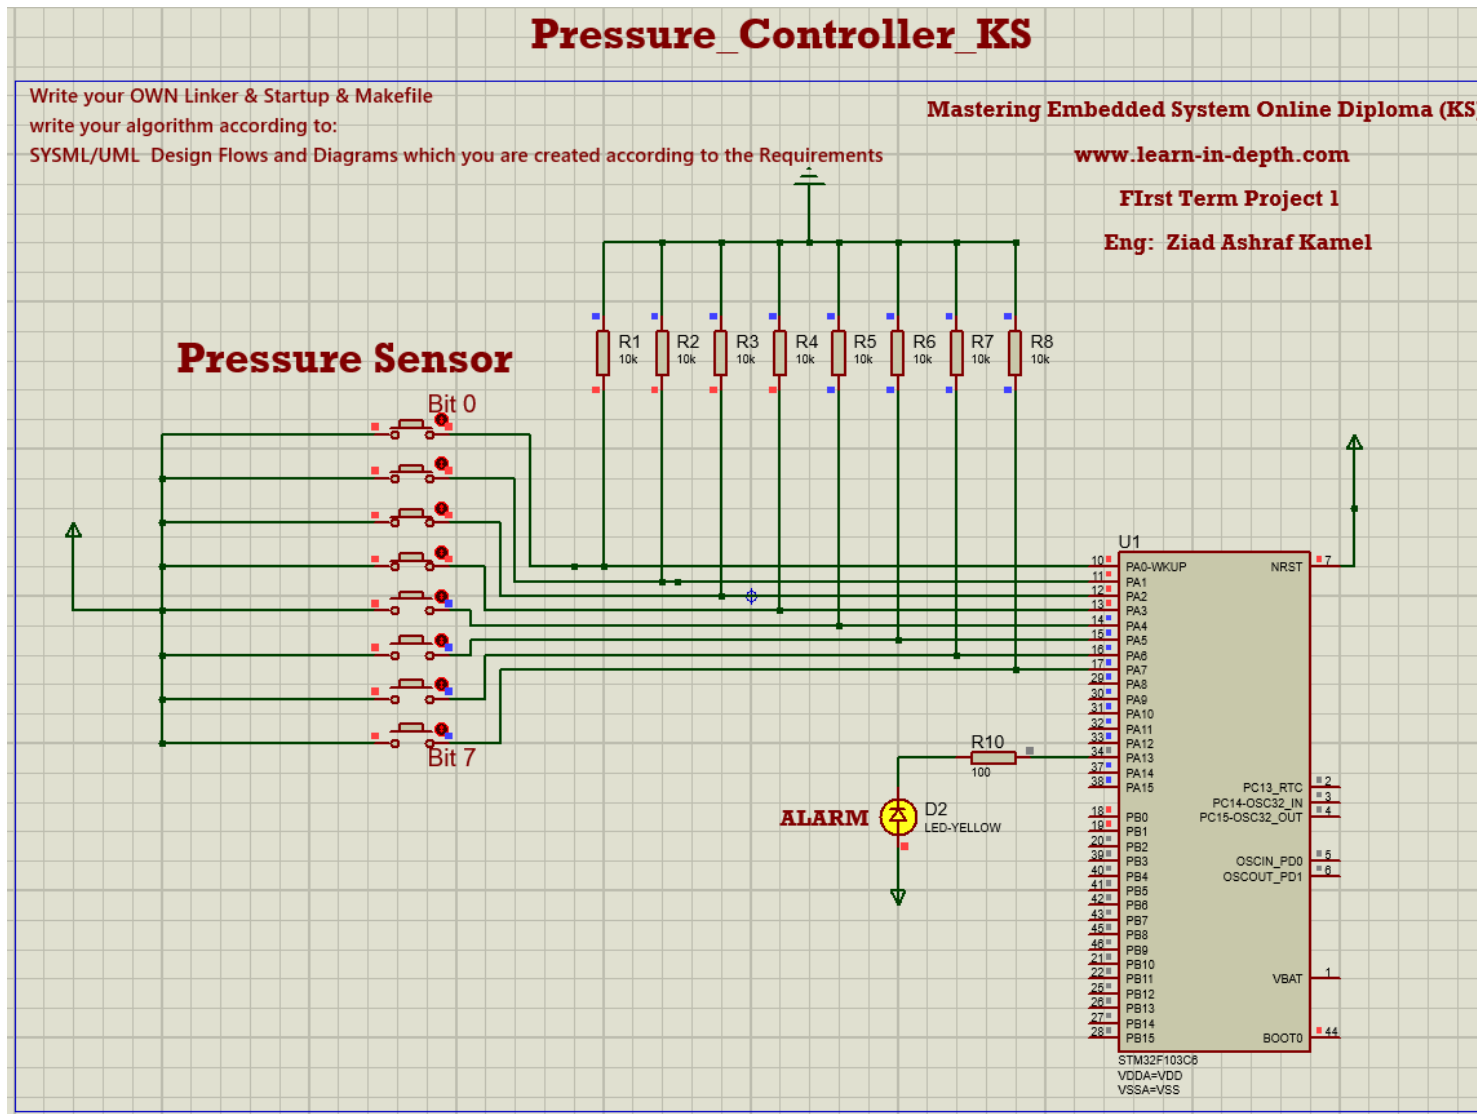 Pressure_Controller_KS
Write your OWN Linker & Startup & Makefile
write your algorithm according to:
SYSML/UML Design Flows and Diagrams which you are created according to the Requirements
Mastering Embedded System Online Diploma (KS)
www.learn-in-depth.com
FIrst Term Project 1
Eng: Ziad Ashraf Kamel
Pressure Sensor
Bit 0
Bit 7
R1
10k
R2
10k
R3
10k
R4
10k
R5
10k
R6
10k
R7
10k
R8
10k
R10
100
ALARM
D2
LED-YELLOW
U1
10 PA0-WKUP
11 PA1
12 PA2
13 PA3
14 PA4
15 PA5
16 PA6
17 PA7
29 PA8
30 PA9
31 PA10
32 PA11
33 PA12
34 PA13
37 PA14
38 PA15
18 PB0
19 PB1
20 PB2
39 PB3
40 PB4
41 PB5
42 PB6
43 PB7
45 PB8
46 PB9
21 PB10
22 PB11
25 PB12
26 PB13
27 PB14
28 PB15
NRST 7
PC13_RTC 2
PC14-OSC32_IN 3
PC15-OSC32_OUT 4
OSCIN_PD0 5
OSCOUT_PD1 6
VBAT 1
BOOT0 44
STM32F103C6
VDDA=VDD
VSSA=VSS